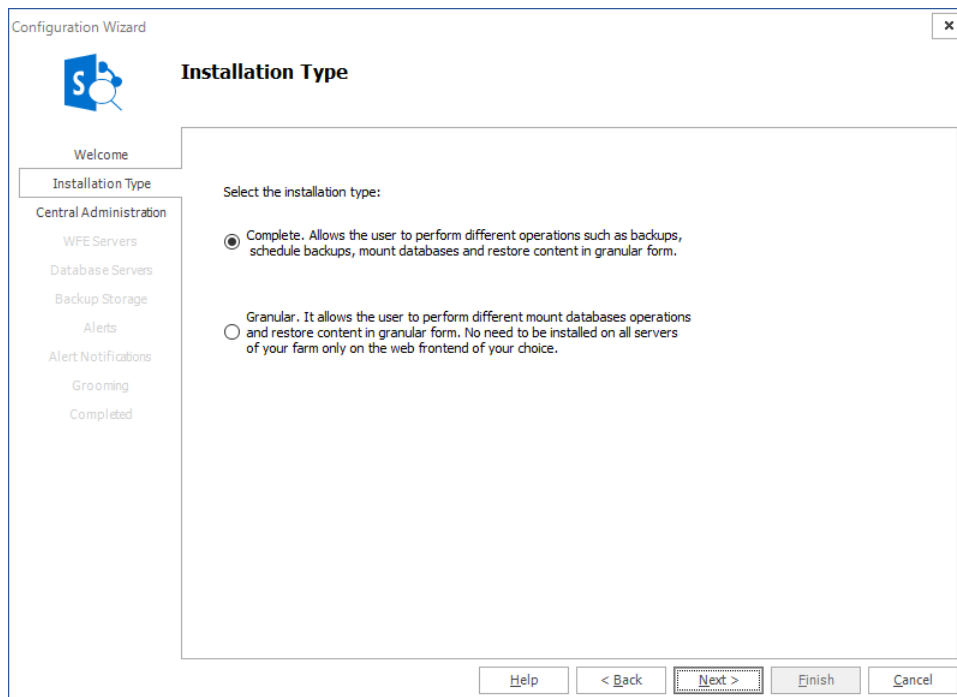 Configuration Wizard
S
Installation Type
Welcome
Installation Type
Central Administration
WFE Servers
Database Servers
Backup Storage
Alerts
Alert Notifications
Grooming
Completed
Select the installation type:
Complete. Allows the user to perform different operations such as backups,
schedule backups, mount databases and restore content in granular form.
Granular. It allows the user to perform different mount databases operations
and restore content in granular form. No need to be installed on all servers
of your farm only on the web frontend of your choice.
Help
< Back
Next >
Finish
Cancel